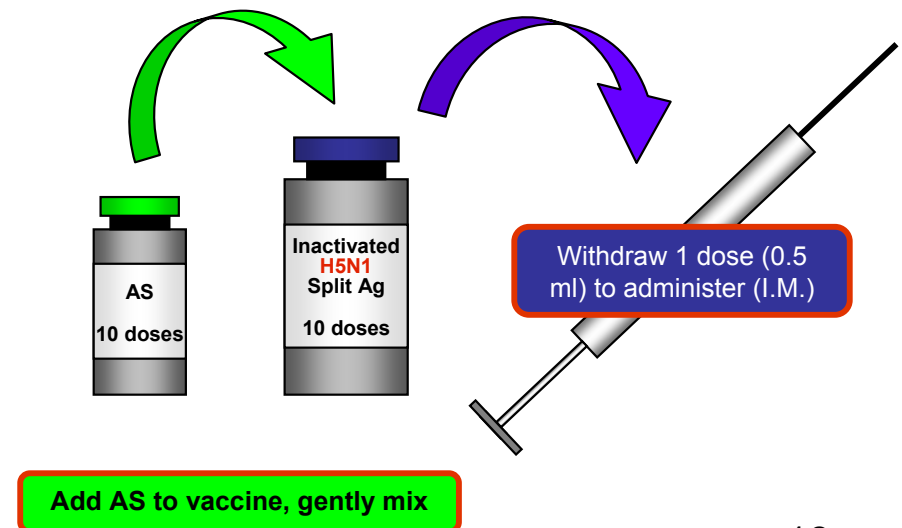 AS
10 doses
Inactivated
H5N1
Split Ag
10 doses
Withdraw 1 dose (0.5
ml) to administer (I.M.)
Add AS to vaccine, gently mix